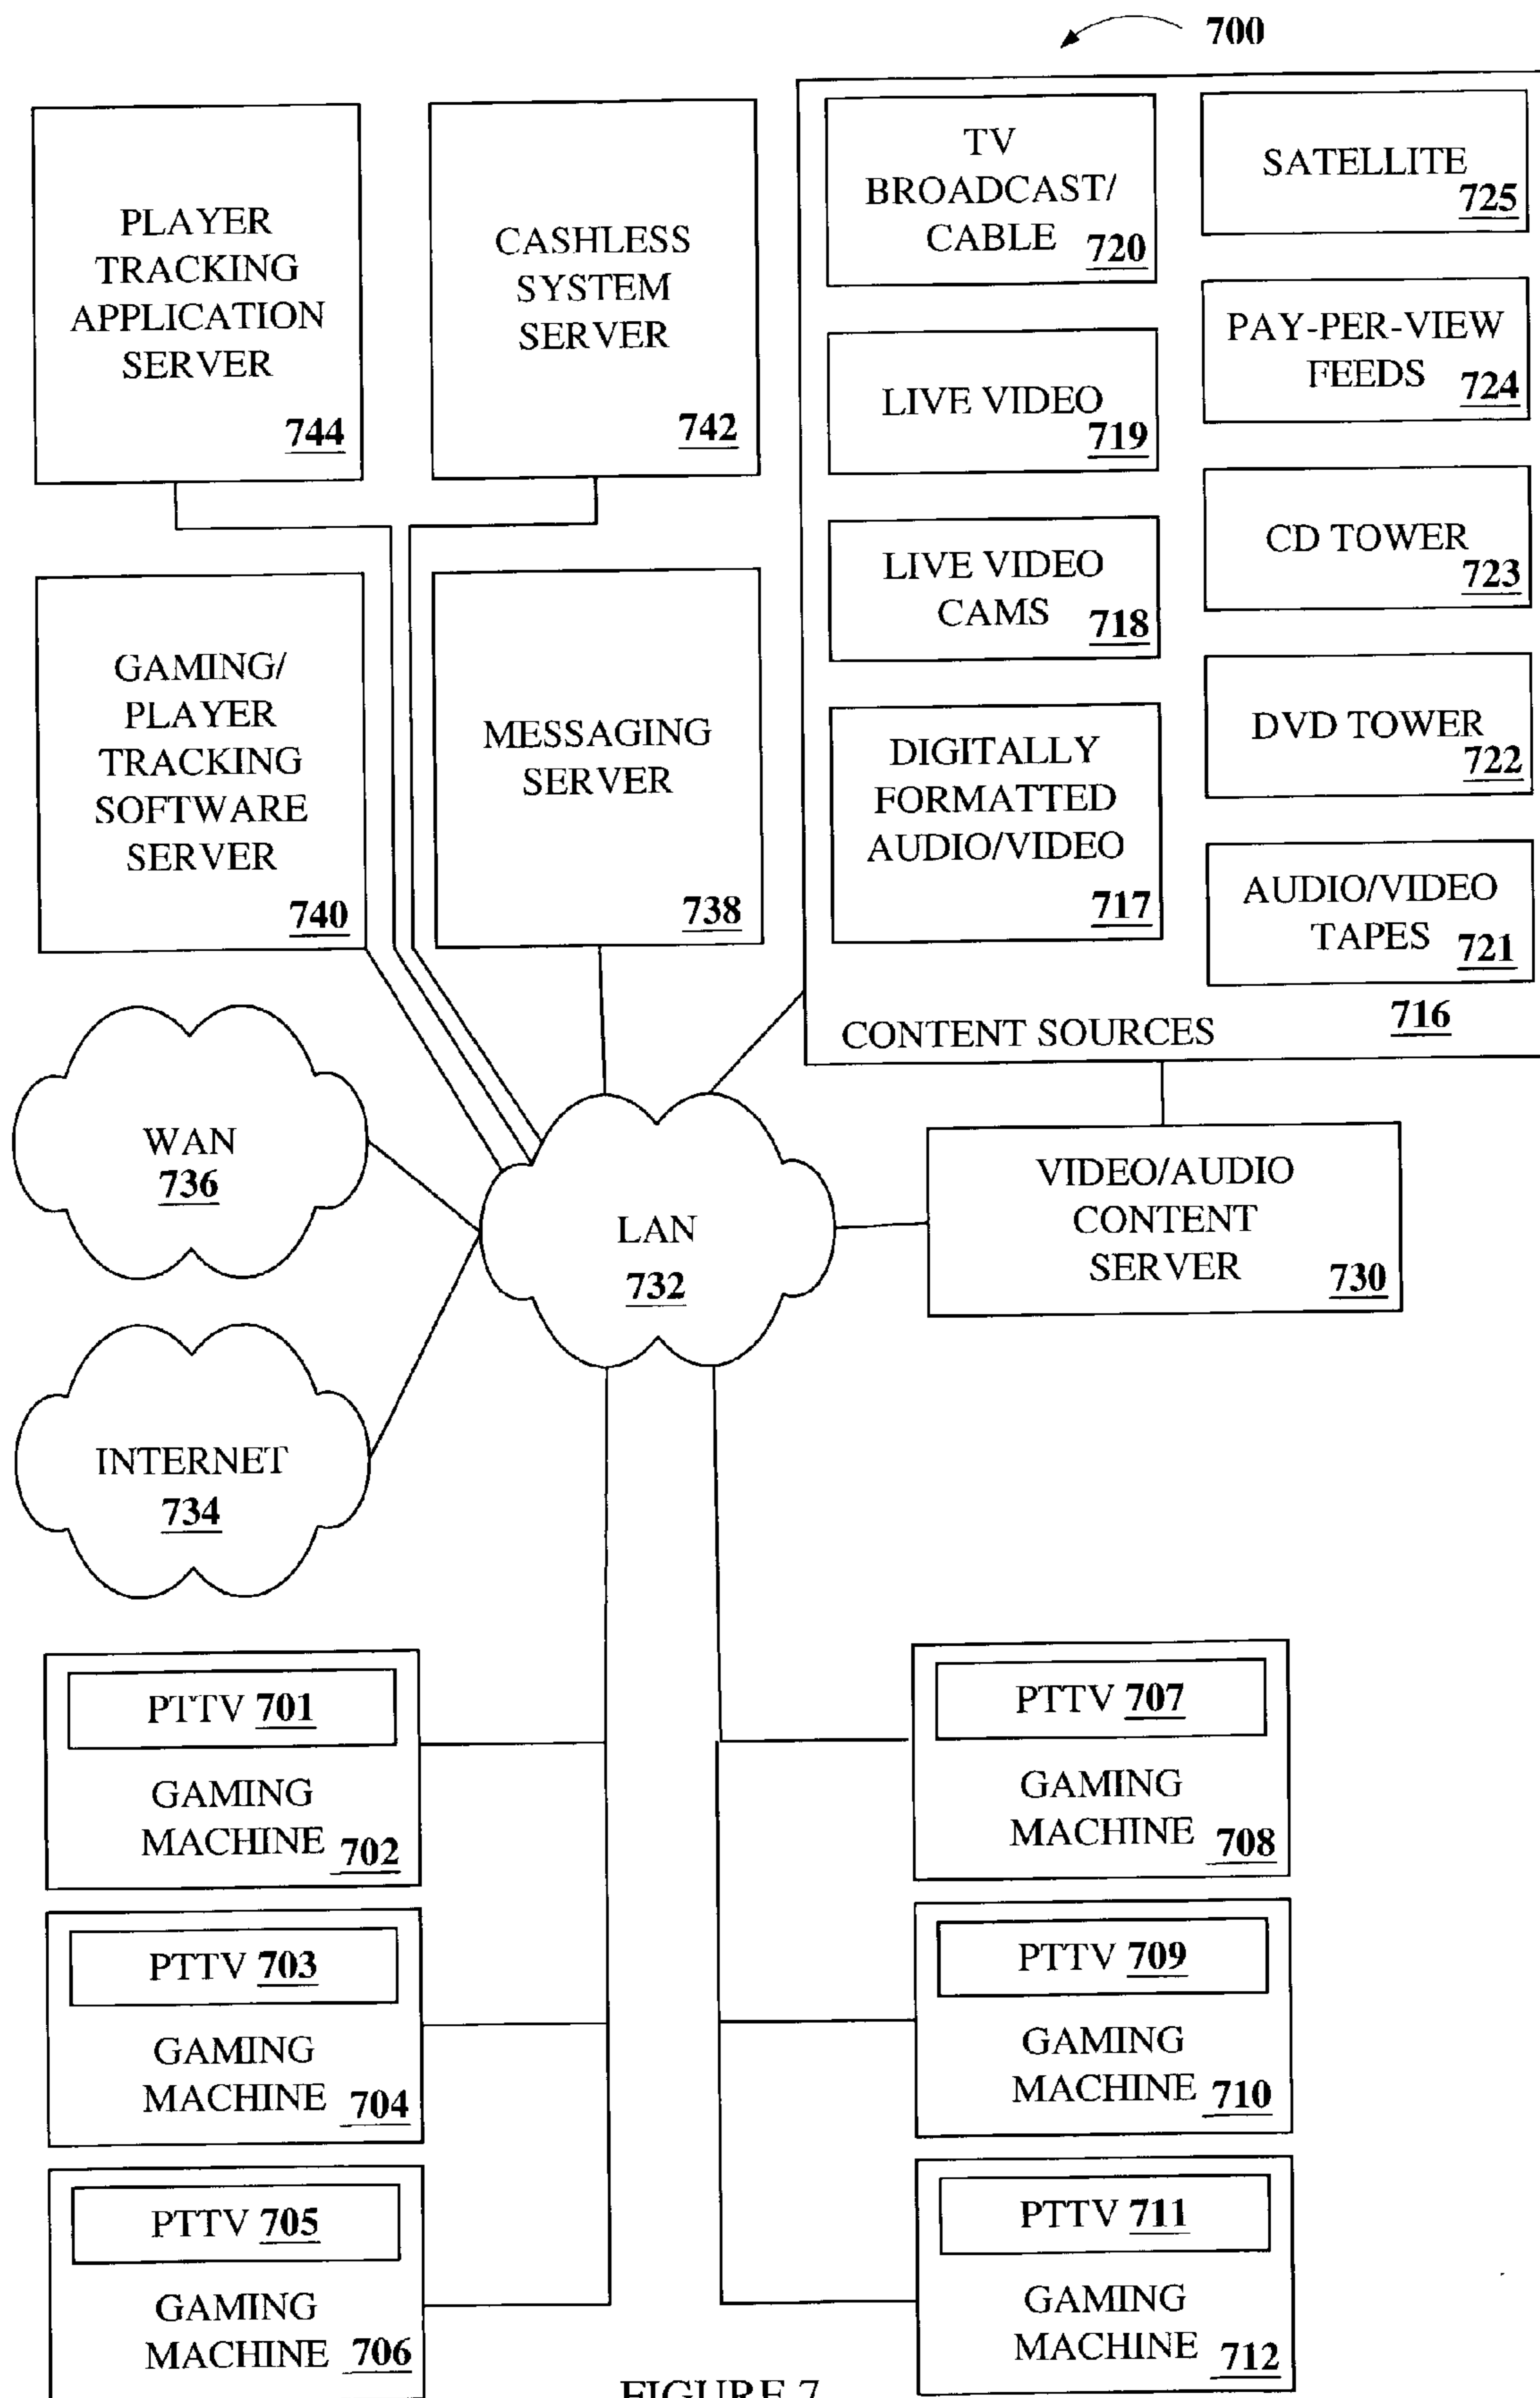 700
PLAYER
TRACKING
APPLICATION
SERVER
744
CASHLESS
SYSTEM
SERVER
742
TV
BROADCAST/
CABLE 720
SATELLITE
725
LIVE VIDEO
719
PAY-PER-VIEW
FEEDS 724
LIVE VIDEO
CAMS 718
CD TOWER
723
DIGITALLY
FORMATTED
AUDIO/VIDEO
717
DVD TOWER
722
AUDIO/VIDEO
TAPES 721
CONTENT SOURCES 716
GAMING/
PLAYER
TRACKING
SOFTWARE
SERVER
740
MESSAGING
SERVER
738
WAN
736
LAN
732
VIDEO/AUDIO
CONTENT
SERVER 730
INTERNET
734
PTTV 701
GAMING
MACHINE 702
PTTV 707
GAMING
MACHINE 708
PTTV 703
GAMING
MACHINE 704
PTTV 709
GAMING
MACHINE 710
PTTV 705
GAMING
MACHINE 706
PTTV 711
GAMING
MACHINE 712
FIGURE 7